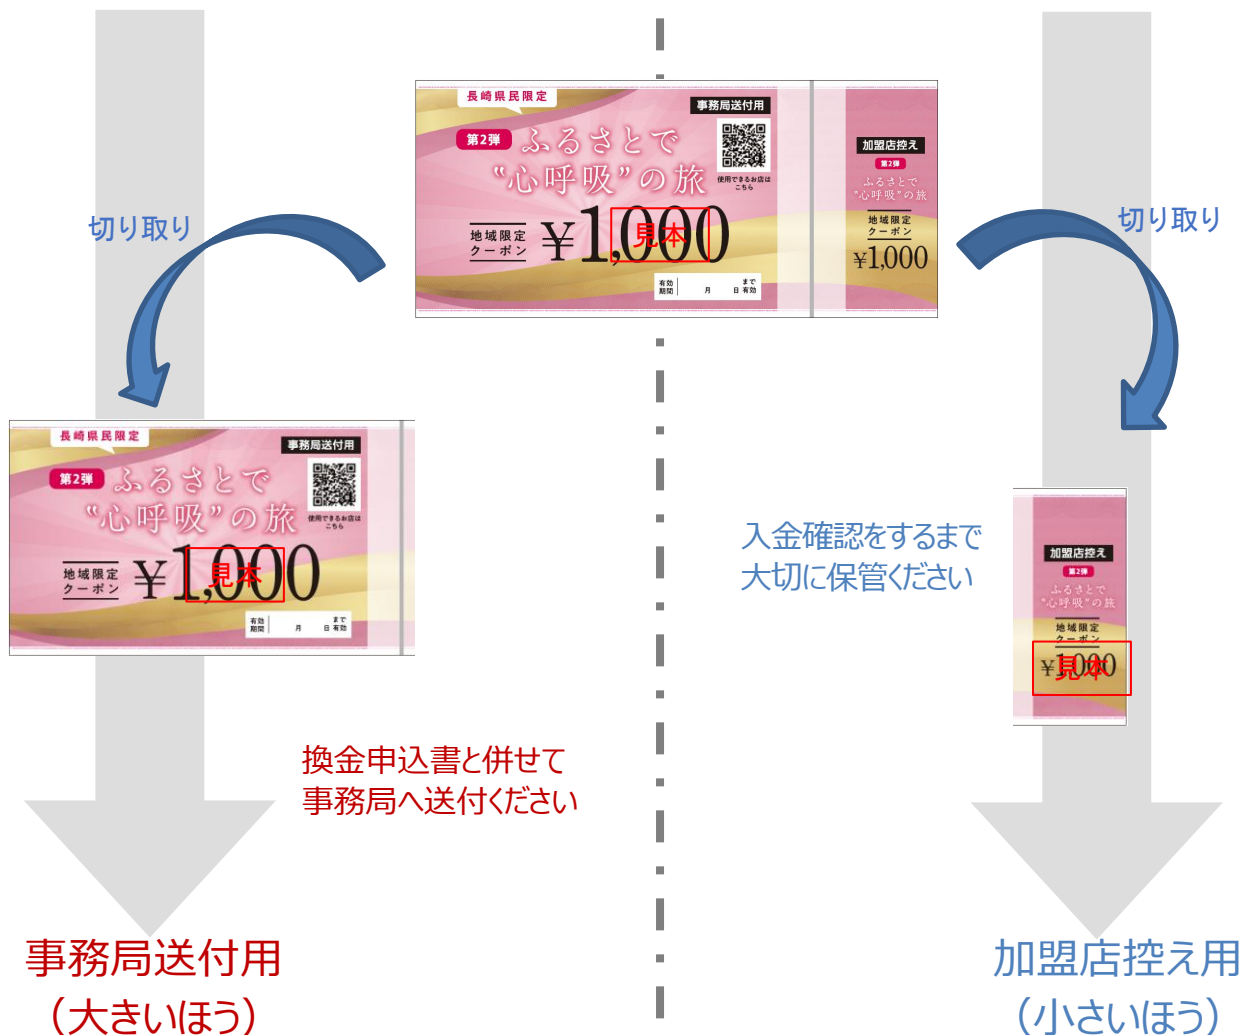 長崎県民限定
事務局送付用
第2弾 ふるさとで
“心呼吸”の旅
使用できるお店は
こちら
地域限定
クーポン
¥1,000
見本
有効
期間
月
日
まで
有効
加盟店控え
第2弾
ふるさとで
“心呼吸”の旅
地域限定
クーポン
¥1,000
切り取り
切り取り
長崎県民限定
事務局送付用
第2弾 ふるさとで
“心呼吸”の旅
使用できるお店は
こちら
地域限定
クーポン
¥1,000
見本
有効
期間
月
日
まで
有効
入金確認をするまで
大切に保管ください
加盟店控え
第2弾
ふるさとで
“心呼吸”の旅
地域限定
クーポン
¥1,000
見本
換金申込書と併せて
事務局へ送付ください
事務局送付用
（大きいほう）
加盟店控え用
（小さいほう）